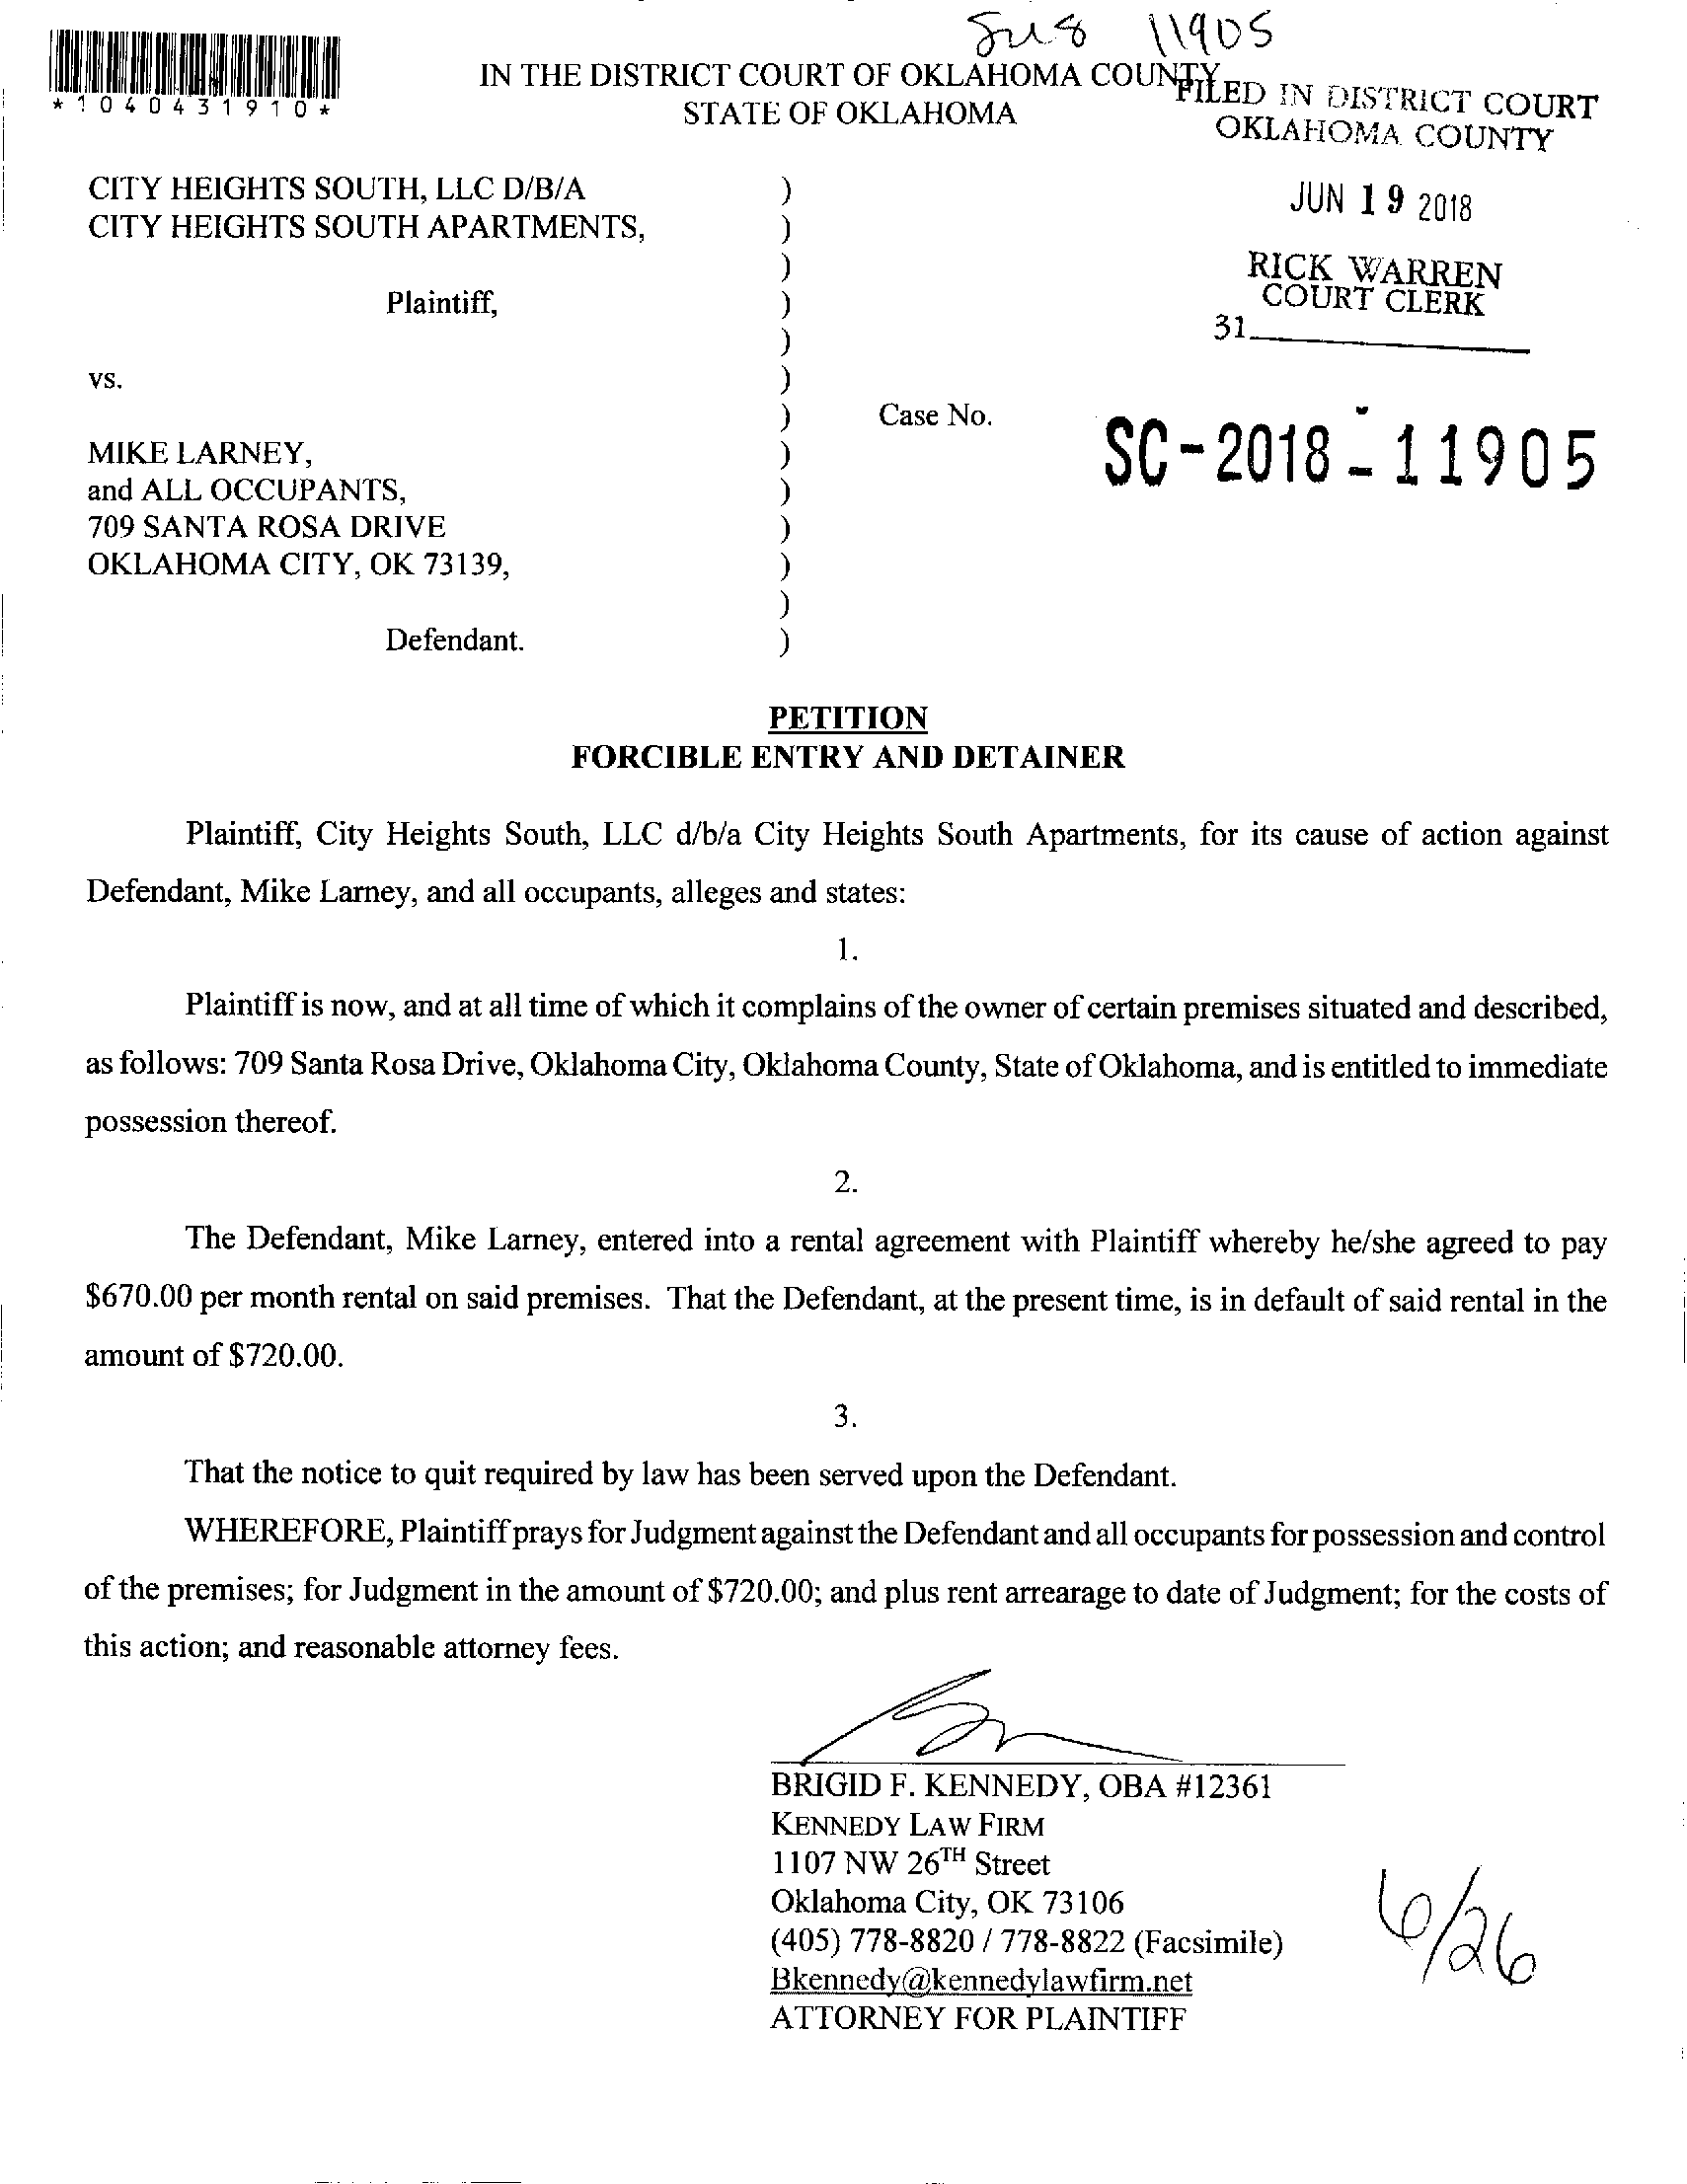 11905
*1040431910*
IN THE DISTRICT COURT OF OKLAHOMA COUNTY
STATE OF OKLAHOMA
FILED IN DISTRICT COURT
OKLAHOMA COUNTY
JUN 19 2018
RICK WARREN
COURT CLERK
31
CITY HEIGHTS SOUTH, LLC D/B/A )
CITY HEIGHTS SOUTH APARTMENTS, )
)
Plaintiff, )
)
vs. )
) Case No. SC-2018-11905
MIKE LARNEY, )
and ALL OCCUPANTS, )
709 SANTA ROSA DRIVE )
OKLAHOMA CITY, OK 73139, )
)
Defendant. )
PETITION
FORCIBLE ENTRY AND DETAINER
Plaintiff, City Heights South, LLC d/b/a City Heights South Apartments, for its cause of action against
Defendant, Mike Larney, and all occupants, alleges and states:
1.
Plaintiff is now, and at all time of which it complains of the owner of certain premises situated and described,
as follows: 709 Santa Rosa Drive, Oklahoma City, Oklahoma County, State of Oklahoma, and is entitled to immediate
possession thereof.
2.
The Defendant, Mike Larney, entered into a rental agreement with Plaintiff whereby he/she agreed to pay
$670.00 per month rental on said premises. That the Defendant, at the present time, is in default of said rental in the
amount of $720.00.
3.
That the notice to quit required by law has been served upon the Defendant.
WHEREFORE, Plaintiff prays for Judgment against the Defendant and all occupants for possession and control
of the premises; for Judgment in the amount of $720.00; and plus rent arrearage to date of Judgment; for the costs of
this action; and reasonable attorney fees.
BRIGID F. KENNEDY, OBA #12361
KENNEDY LAW FIRM
1107 NW 26TH Street
Oklahoma City, OK 73106
(405) 778-8820 / 778-8822 (Facsimile)
Bkennedy@kennedylawfirm.net
ATTORNEY FOR PLAINTIFF
6/26